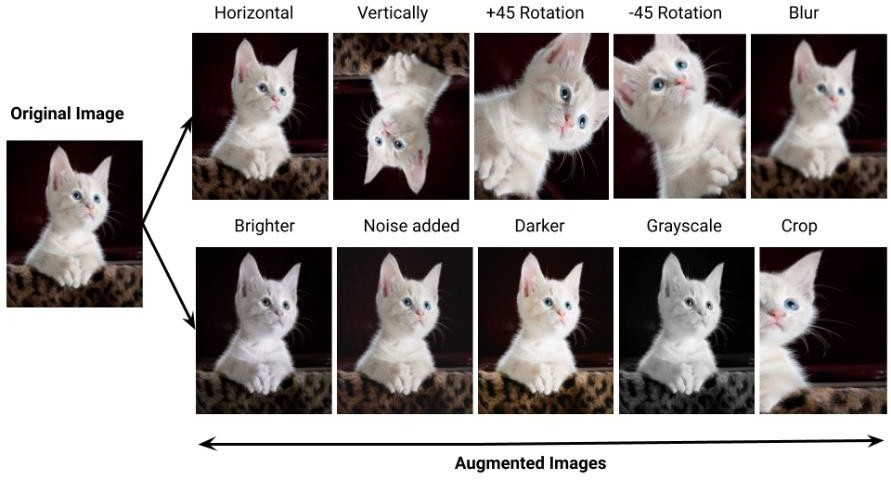 Horizontal Vertically +45 Rotation -45 Rotation Blur
Original Image
Brighter Noise added Darker Grayscale Crop
Augmented Images